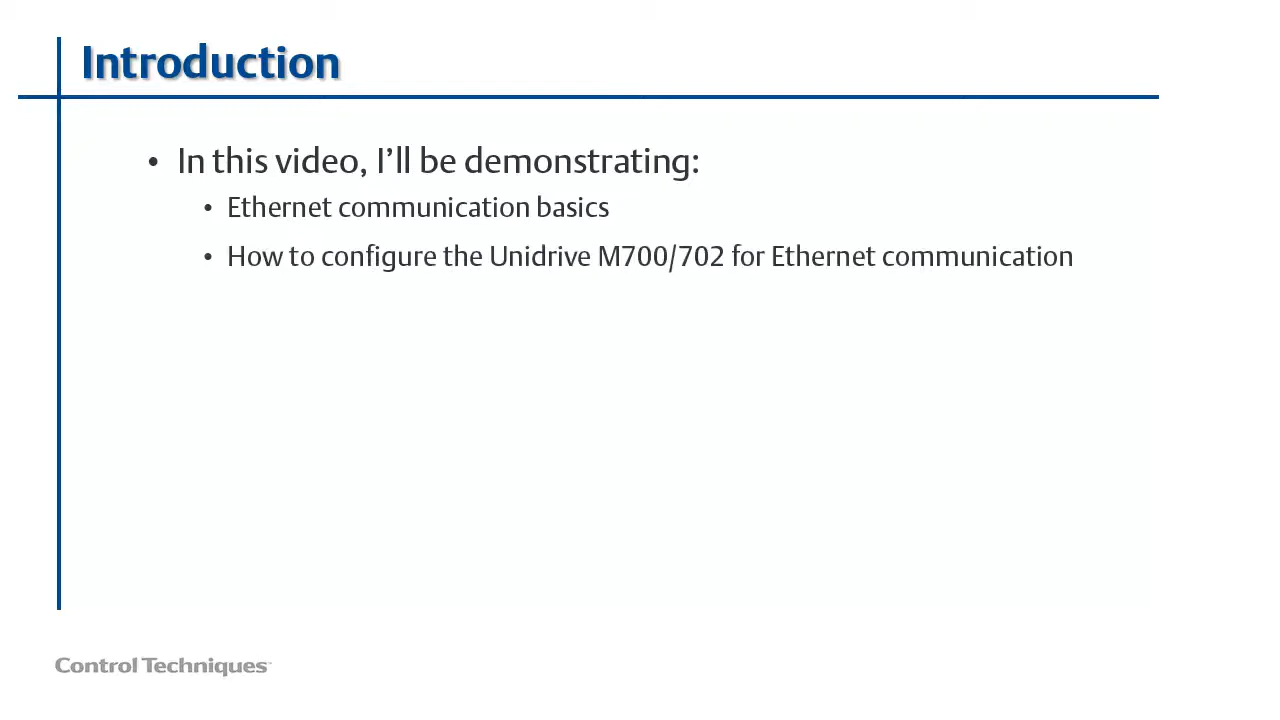 Introduction
• In this video, I’ll be demonstrating:
• Ethernet communication basics
• How to configure the Unidrive M700/702 for Ethernet communication
Control Techniques™